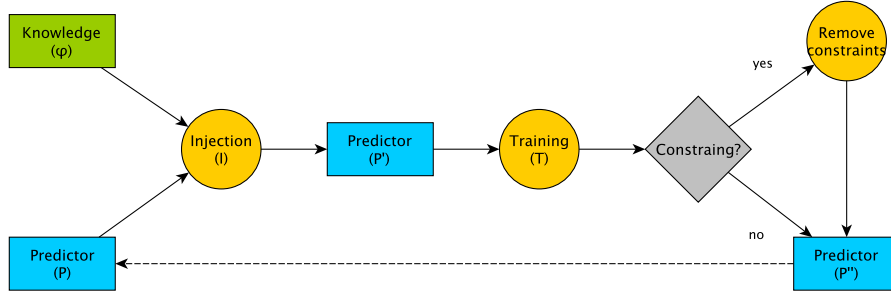 Knowledge
(φ)
Remove
constraints
yes
Injection
(I)
Predictor
(P')
Training
(T)
Constraing?
no
Predictor
(P)
Predictor
(P'')